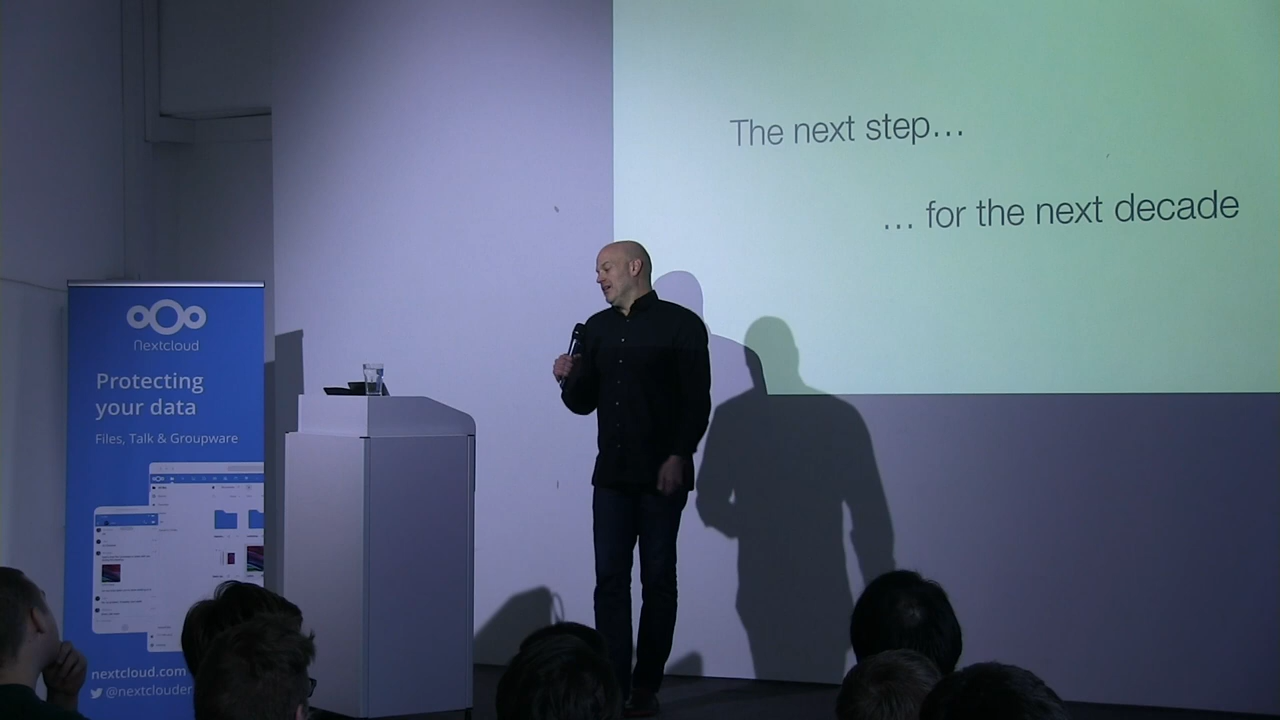 The next step...
... for the next decade
nextcloud
Protecting
your data
Files, Talk & Groupware
nextcloud.com
@nextclouder